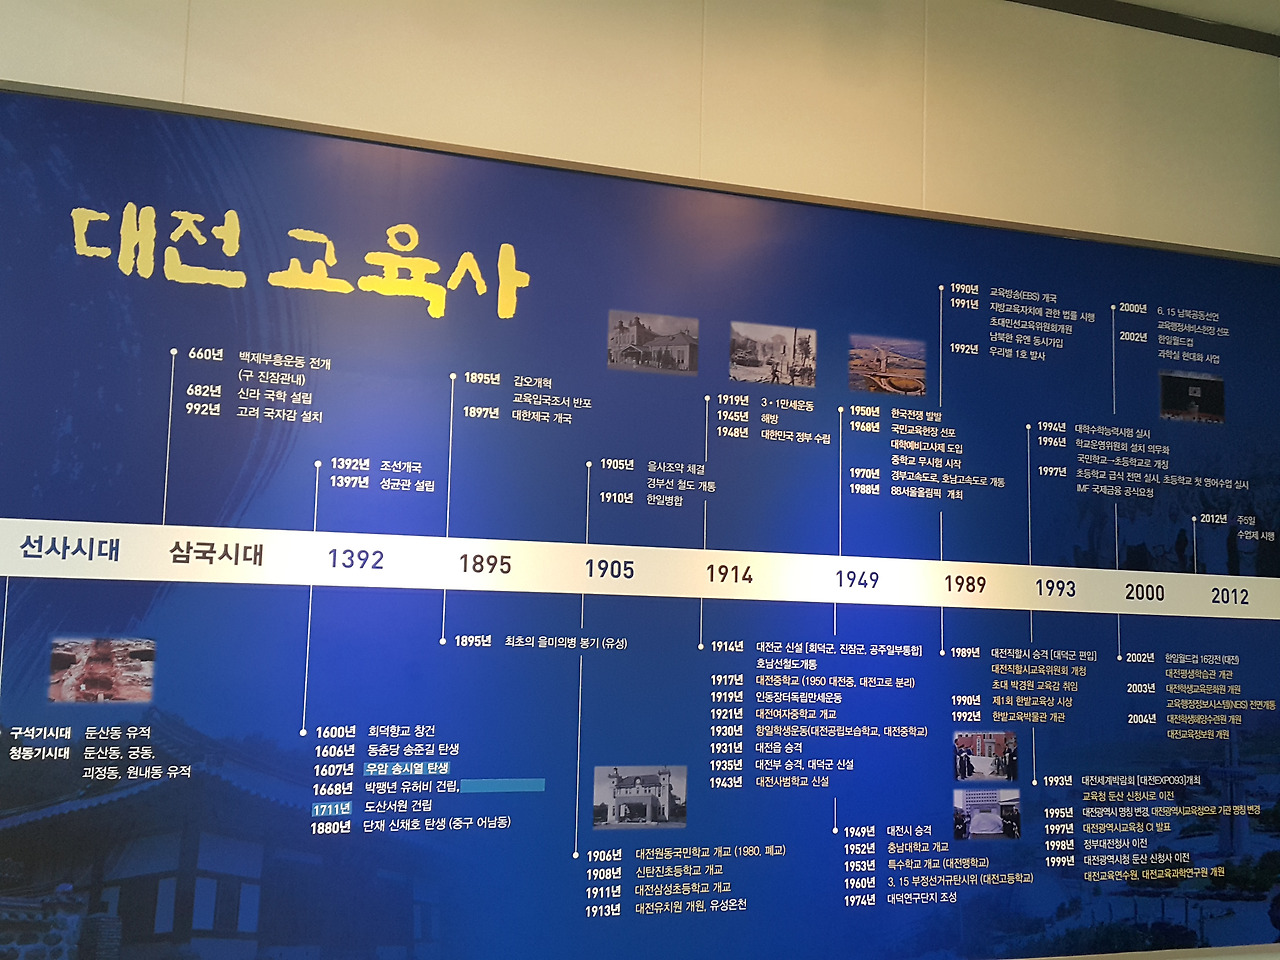 대전 교육사
660년 백제부흥운동 전개
(구 진잠관내)
682년 신라 국학 설립
992년 고려 국자감 설치
1392년 조선개국
1397년 성균관 설립
1895년 갑오개혁
교육입국조서 반포
1897년 대한제국 개국
1905년 을사조약 체결
경부선 철도 개통
1910년 한일병합
1919년 3·1만세운동
1945년 해방
1948년 대한민국 정부 수립
1950년 한국전쟁 발발
1968년 국민교육헌장 선포
대학예비고사제 도입
중학교 무시험 시작
1970년 경부고속도로, 호남고속도로 개통
1988년 88서울올림픽 개최
1990년 교육방송(EBS) 개국
1991년 지방교육자치에 관한 법률 시행
초대민선교육위원회개원
남북한 유엔 동시가입
1992년 우리별 1호 발사
1994년 대학수학능력시험 실시
1996년 학교운영위원회 설치 의무화
국민학교→초등학교로 개칭
1997년 초등학교 급식 전면 실시, 초등학교 첫 영어수업 실시
IMF 국제금융 공식요청
2000년 6. 15 남북공동선언
교육행정서비스헌장 선포
2002년 한일월드컵
과학실 현대화 사업
2012년 주5일
수업제 시행
선사시대 삼국시대 1392 1895 1905 1914 1949 1989 1993 2000 2012
구석기시대 둔산동 유적
청동기시대 둔산동, 궁동,
괴정동, 원내동 유적
1600년 회덕향교 창건
1606년 동춘당 송준길 탄생
1607년 우암 송시열 탄생
1668년 박팽년 유허비 건립,
1711년 도산서원 건립
1880년 단재 신채호 탄생 (중구 어남동)
1895년 최초의 을미의병 봉기 (유성)
1906년 대전원동국민학교 개교 (1980, 폐교)
1908년 신탄진초등학교 개교
1911년 대전삼성초등학교 개교
1913년 대전유치원 개원, 유성온천
1914년 대전군 신설 [회덕군, 진잠군, 공주일부통합]
호남선철도개통
1917년 대전중학교 (1950 대전중, 대전고로 분리)
1919년 인동장터독립만세운동
1921년 대전여자중학교 개교
1930년 항일학생운동(대전공립보습학교, 대전중학교)
1931년 대전읍 승격
1935년 대전부 승격, 대덕군 신설
1943년 대전사범학교 신설
1949년 대전시 승격
1952년 충남대학교 개교
1953년 특수학교 개교 (대전맹학교)
1960년 3. 15 부정선거규탄시위 (대전고등학교)
1974년 대덕연구단지 조성
1989년 대전직할시 승격 [대덕군 편입]
대전직할시교육위원회 개청
초대 박경원 교육감 취임
1990년 제1회 한밭교육상 시상
1992년 한밭교육박물관 개관
1993년 대전세계박람회 [대전EXPO93]개최
교육청 둔산 신청사로 이전
1995년 대전광역시 명칭 변경, 대전광역시교육청으로 기관 명칭 변경
1997년 대전광역시교육청 CI 발표
1998년 정부대전청사 이전
1999년 대전광역시청 둔산 신청사 이전
대전교육연수원, 대전교육과학연구원 개원
2002년 한일월드컵 16강전 (대전)
대전평생학습관 개관
2003년 대전학생교육문화원 개원
교육행정정보시스템(NEIS) 전면개통
2004년 대전학생해양수련원 개원
대전교육정보원 개원